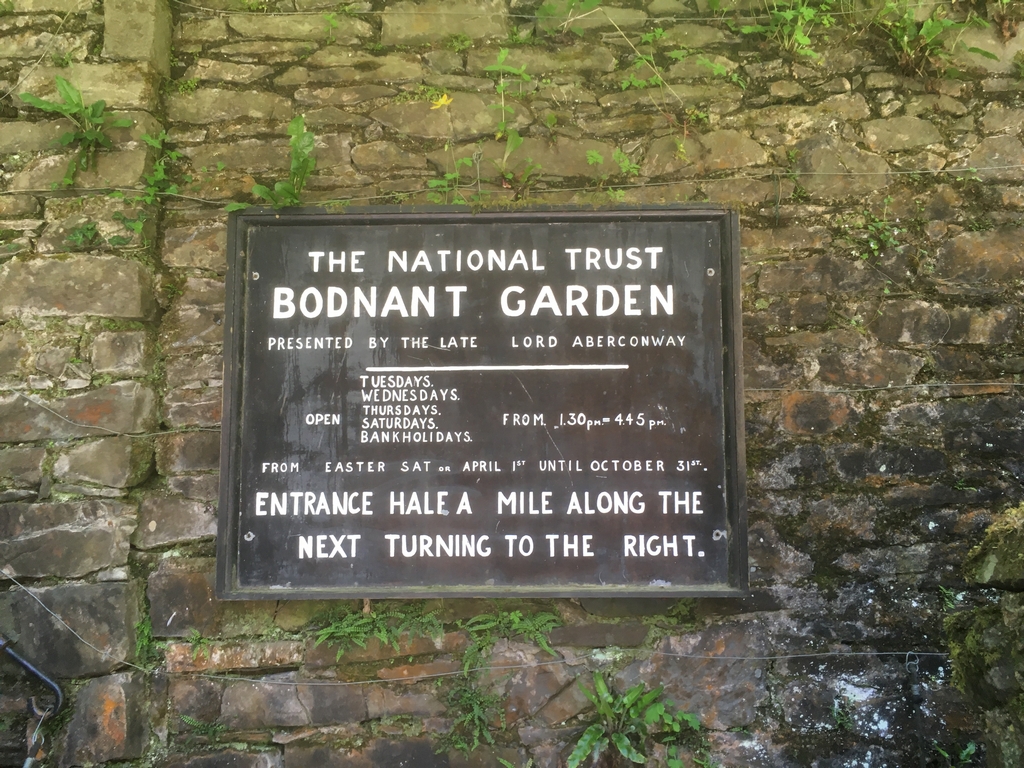 THE NATIONAL TRUST
BODNANT GARDEN
PRESENTED BY THE LATE LORD ABERCONWAY
TUESDAYS.
WEDNESDAYS.
THURSDAYS.
OPEN SATURDAYS. FROM. 1.30pm.= 4.45 pm.
BANKHOLIDAYS.
FROM EASTER SAT or APRIL 1ST UNTIL OCTOBER 31ST.
ENTRANCE HALF A MILE ALONG THE
NEXT TURNING TO THE RIGHT.